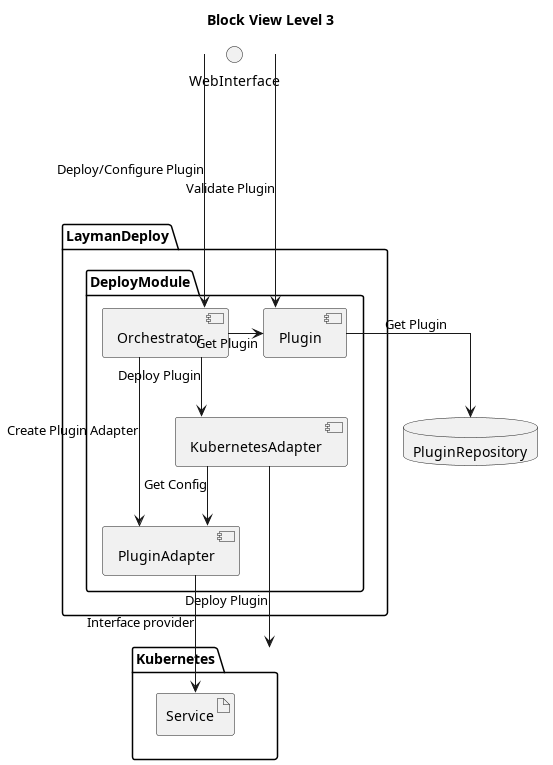 Block View Level 3
WebInterface
Deploy/Configure Plugin
Validate Plugin
LaymanDeploy
DeployModule
Orchestrator
Get Plugin
Plugin
Get Plugin
Deploy Plugin
Create Plugin Adapter
KubernetesAdapter
PluginRepository
Get Config
PluginAdapter
Deploy Plugin
Interface provider
Kubernetes
Service